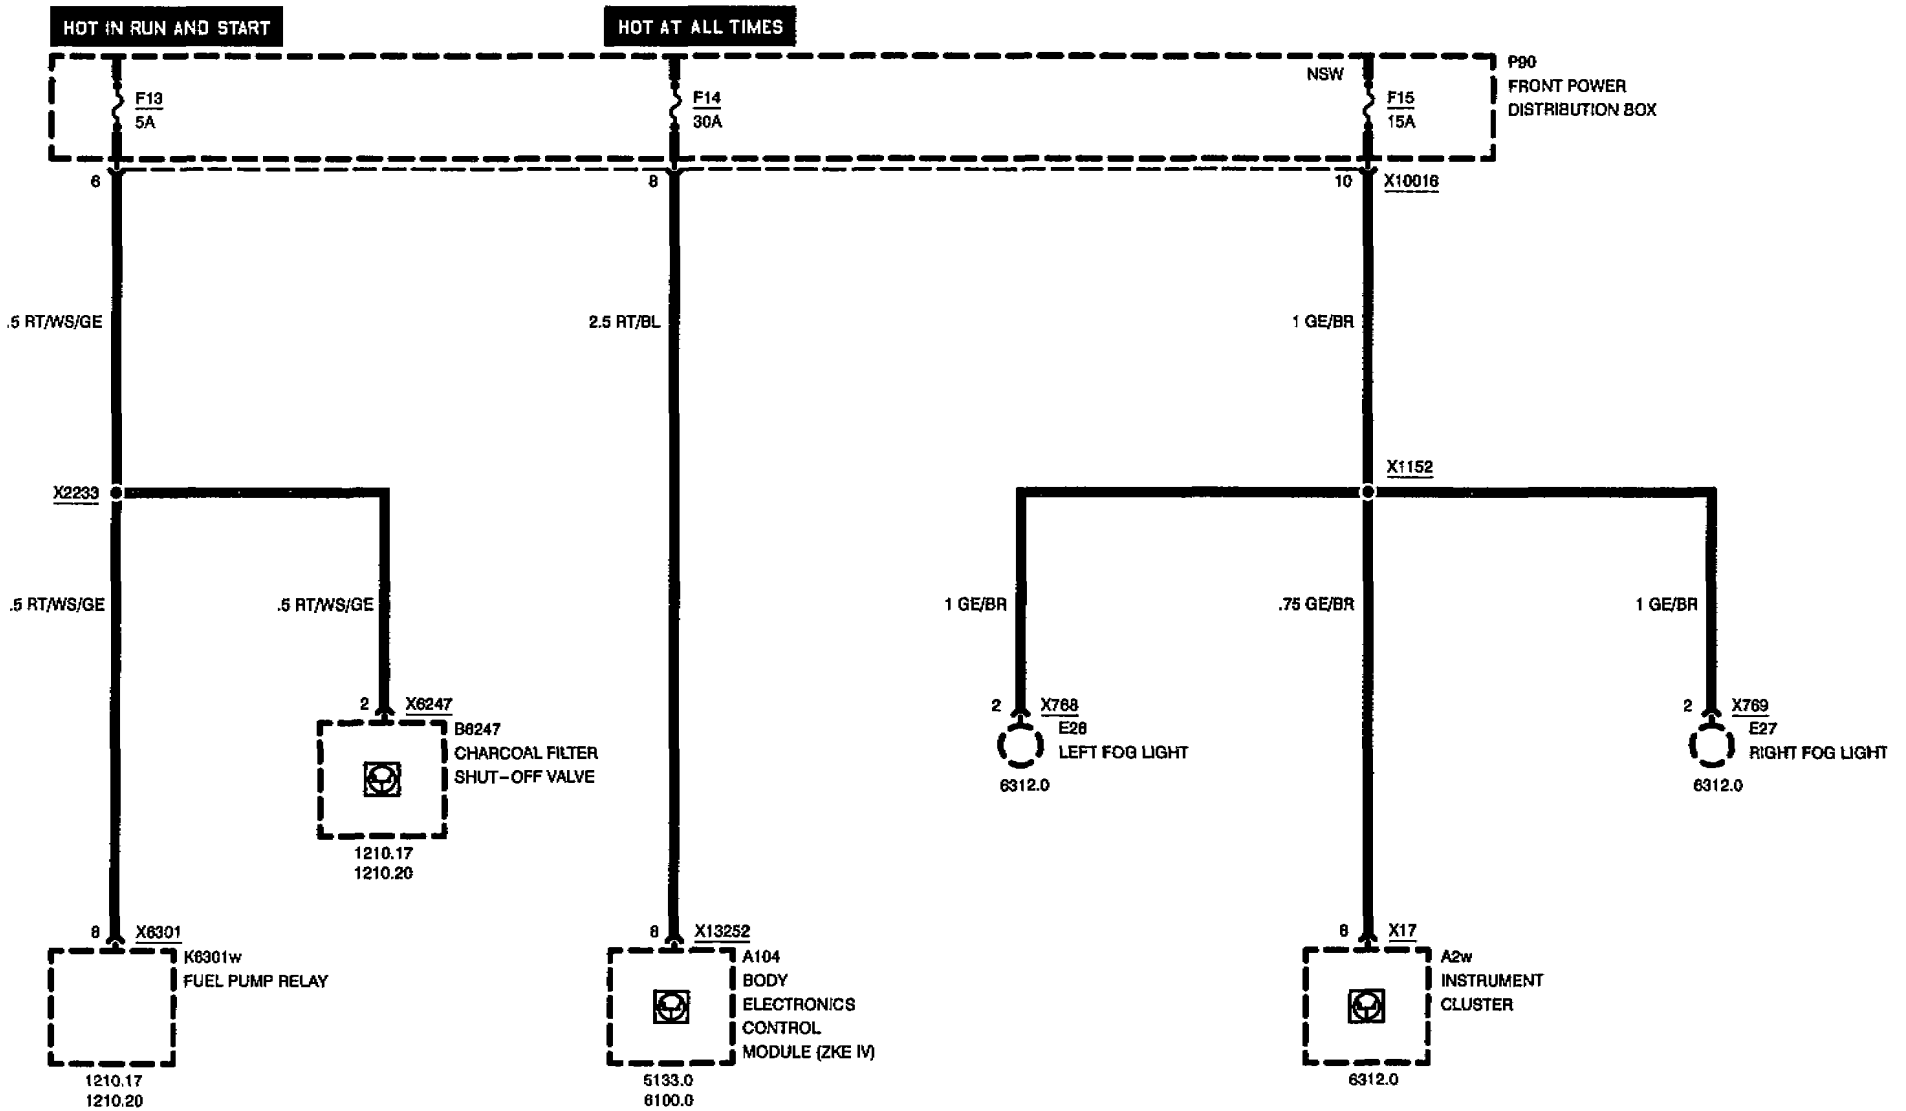 HOT IN RUN AND START
HOT AT ALL TIMES
P90
FRONT POWER
DISTRIBUTION BOX
F13
5A
F14
30A
NSW
F15
15A
6
8
10
X10016
.5 RT/WS/GE
2.5 RT/BL
1 GE/BR
X2233
X1152
.5 RT/WS/GE
.5 RT/WS/GE
1 GE/BR
.75 GE/BR
1 GE/BR
2
X6247
B6247
CHARCOAL FILTER
SHUT-OFF VALVE
1210.17
1210.20
2
X768
E26
LEFT FOG LIGHT
6312.0
2
X769
E27
RIGHT FOG LIGHT
6312.0
8
X6301
K6301w
FUEL PUMP RELAY
1210.17
1210.20
8
X13252
A104
BODY
ELECTRONICS
CONTROL
MODULE (ZKE IV)
5133.0
6100.0
8
X17
A2w
INSTRUMENT
CLUSTER
6312.0